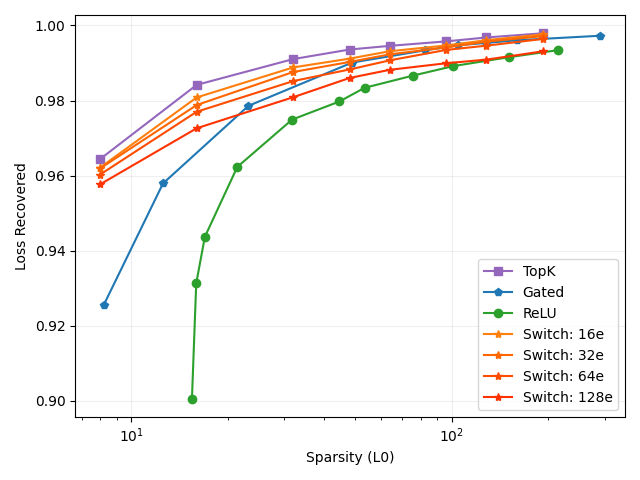 1.00
0.98
0.96
0.94
0.92
0.90
Loss Recovered
10¹
10²
Sparsity (L0)
TopK
Gated
ReLU
Switch: 16e
Switch: 32e
Switch: 64e
Switch: 128e